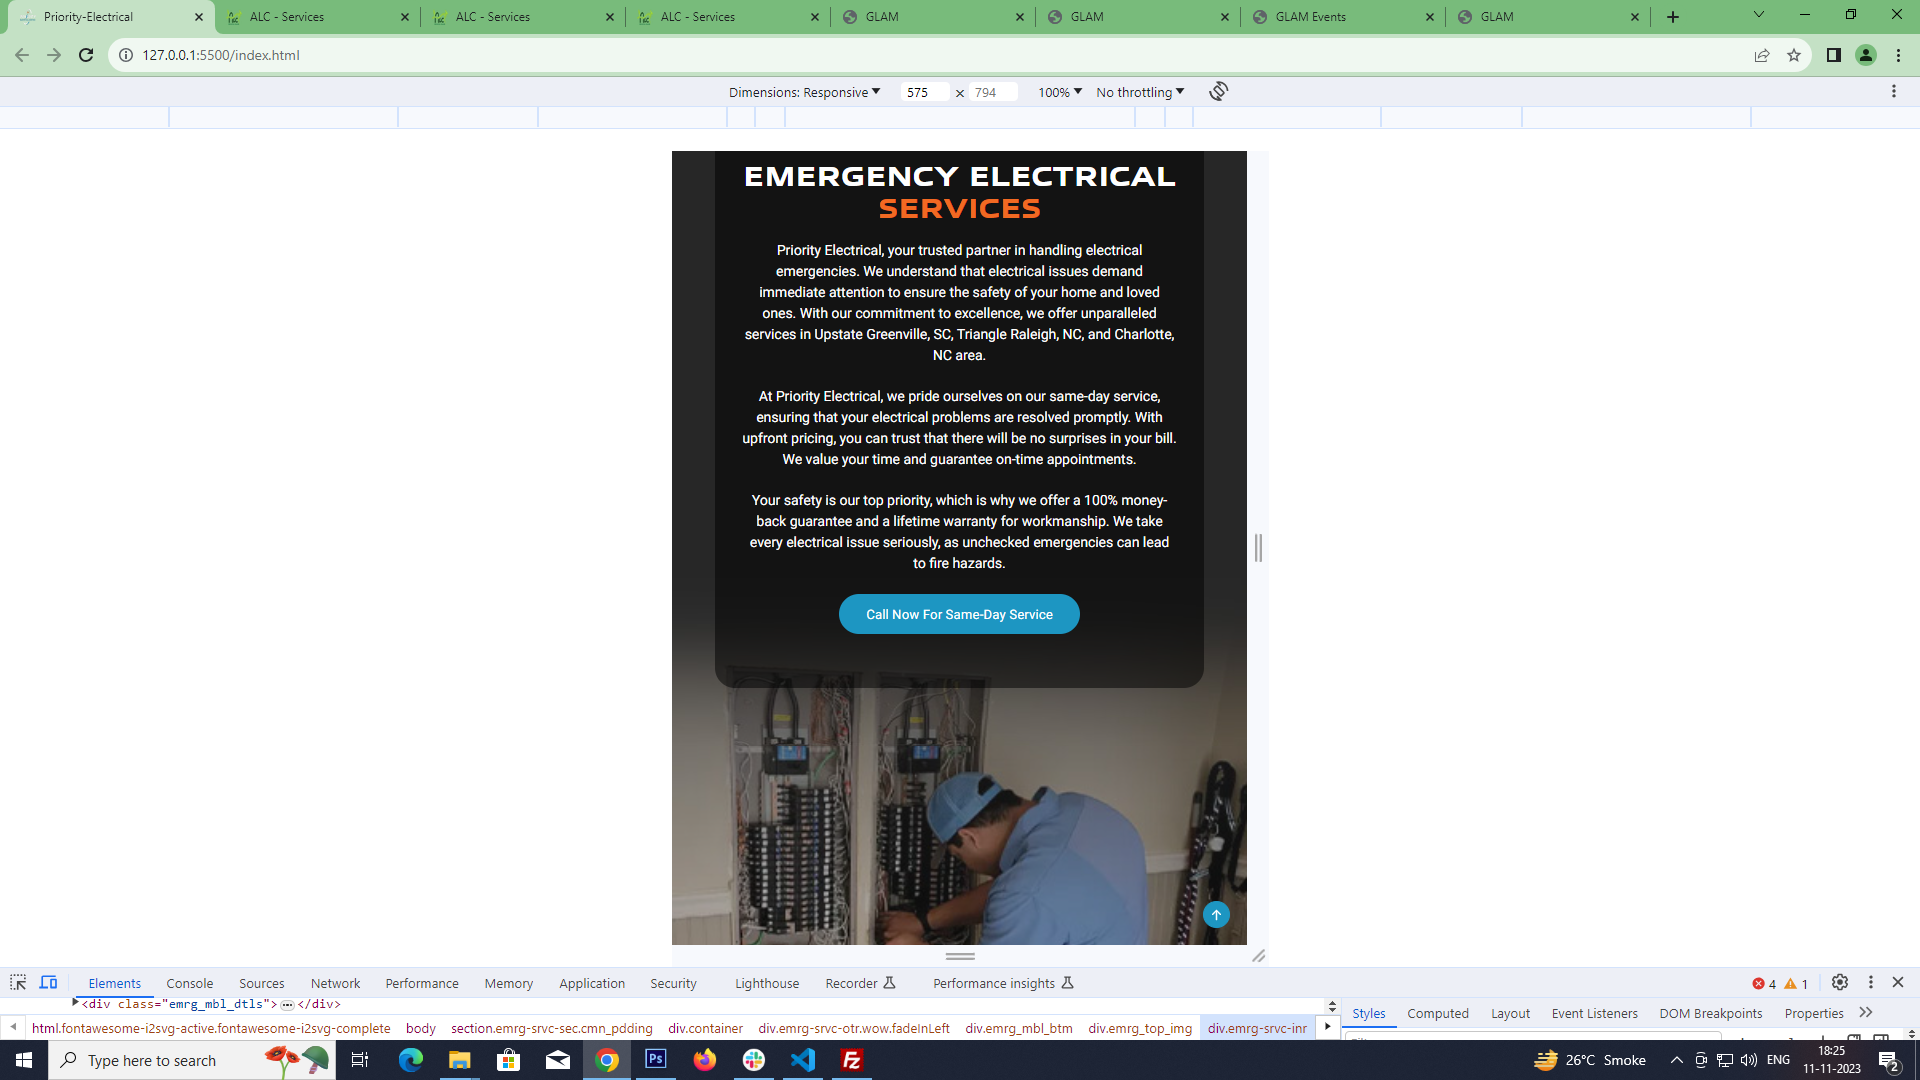 Priority-Electrical
ALC - Services
ALC - Services
ALC - Services
GLAM
GLAM
GLAM Events
GLAM
127.0.0.1:5500/index.html
Dimensions: Responsive 575 × 794 100% No throttling
EMERGENCY ELECTRICAL
SERVICES
Priority Electrical, your trusted partner in handling electrical
emergencies. We understand that electrical issues demand
immediate attention to ensure the safety of your home and loved
ones. With our commitment to excellence, we offer unparalleled
services in Upstate Greenville, SC, Triangle Raleigh, NC, and Charlotte,
NC area.
At Priority Electrical, we pride ourselves on our same-day service,
ensuring that your electrical problems are resolved promptly. With
upfront pricing, you can trust that there will be no surprises in your bill.
We value your time and guarantee on-time appointments.
Your safety is our top priority, which is why we offer a 100% money-
back guarantee and a lifetime warranty for workmanship. We take
every electrical issue seriously, as unchecked emergencies can lead
to fire hazards.
Call Now For Same-Day Service
Elements Console Sources Network Performance Memory Application Security Lighthouse Recorder Performance insights 4 1
<div class="emrg_mbl_dtls">…</div>
html.fontawesome-i2svg-active.fontawesome-i2svg-complete body section.emrg-srvc-sec.cmn_pdding div.container div.emrg-srvc-otr.wow.fadeInLeft div.emrg_mbl_btm div.emrg_top_img div.emrg-srvc-inr
Styles Computed Layout Event Listeners DOM Breakpoints Properties
Type here to search
Ps
Fz
26°C Smoke
ENG
18:25
11-11-2023
2